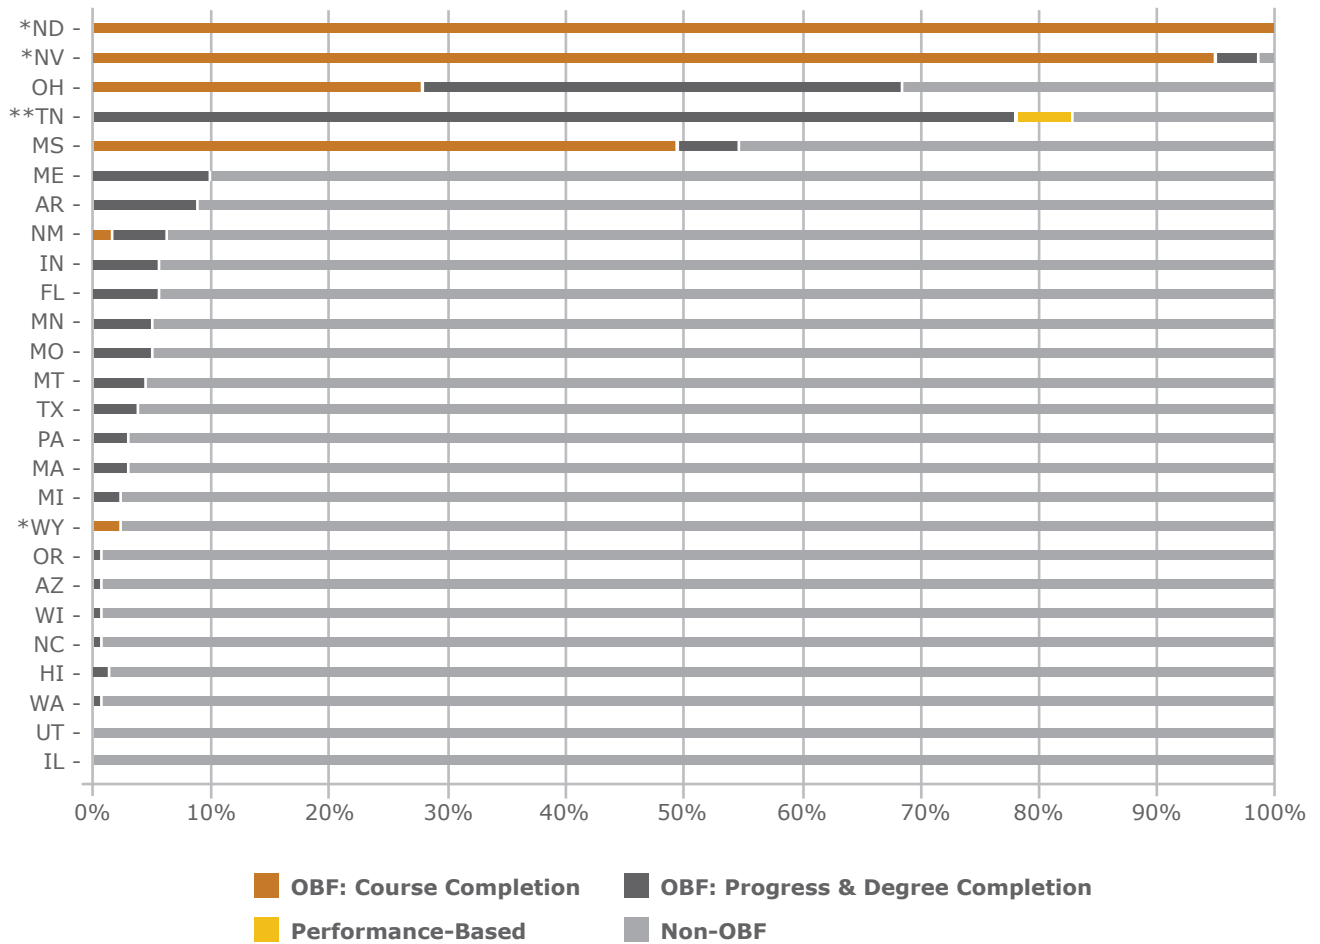 *ND -
*NV -
OH -
**TN -
MS -
ME -
AR -
NM -
IN -
FL -
MN -
MO -
MT -
TX -
PA -
MA -
MI -
*WY -
OR -
AZ -
WI -
NC -
HI -
WA -
UT -
IL -
0% 10% 20% 30% 40% 50% 60% 70% 80% 90% 100%
OBF: Course Completion OBF: Progress & Degree Completion
Performance-Based Non-OBF